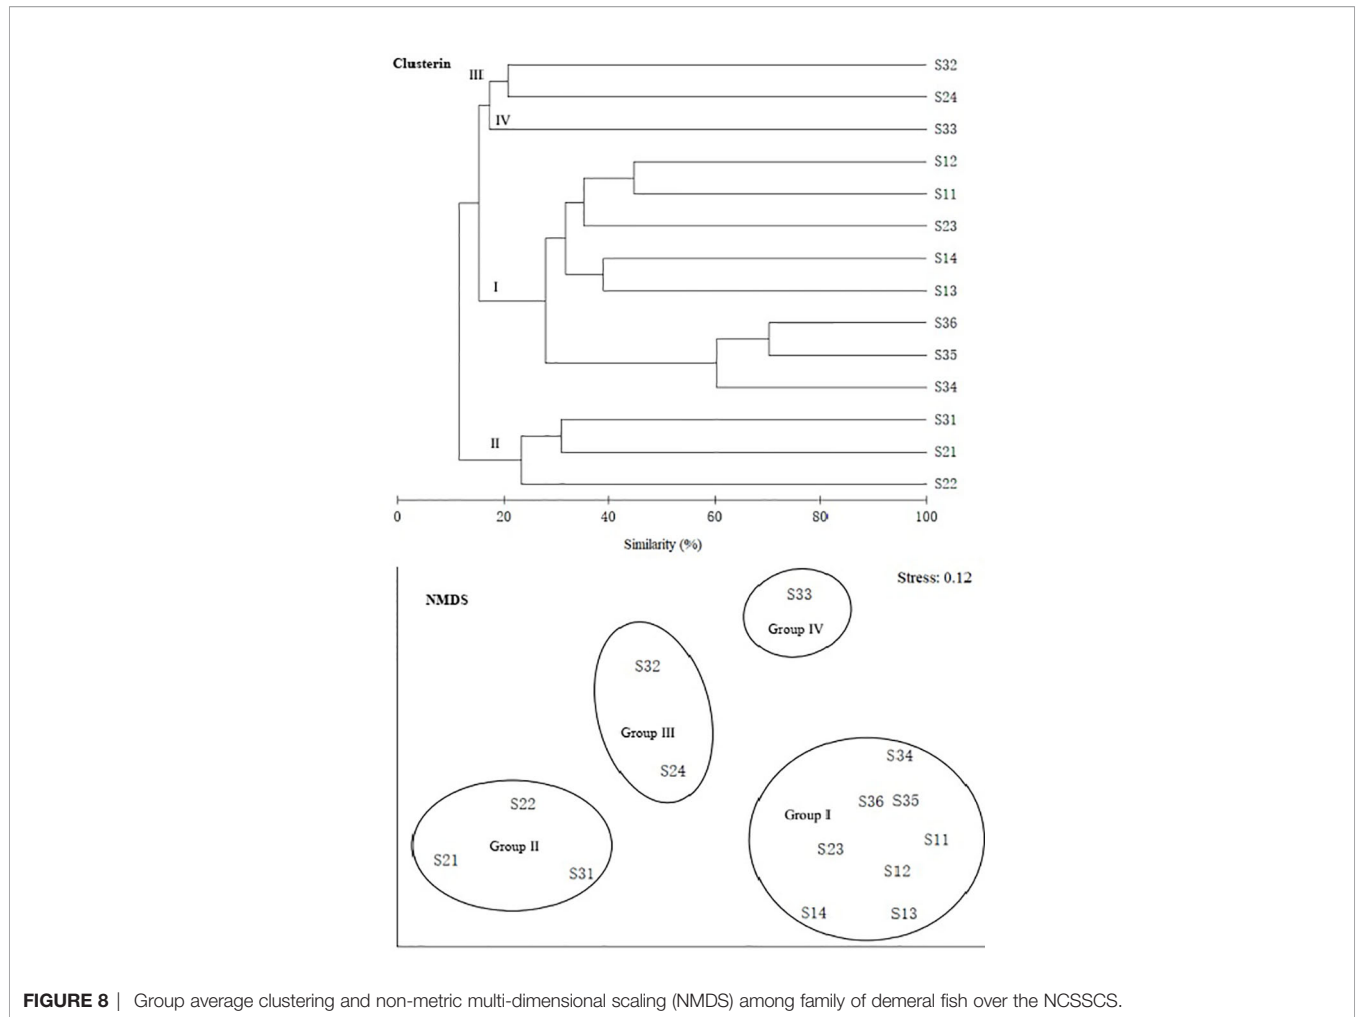 Clusterin
III
S32
S24
IV
S33
S12
S11
S23
S14
I
S13
S36
S35
S34
S31
II
S21
S22
0 20 40 60 80 100
Similarity (%)
Stress: 0.12
NMDS
S33
Group IV
S32
Group III
S24
S34
S22
S36 S35
Group I
S11
Group II
S23
S21
S12
S31
S14 S13
FIGURE 8 | Group average clustering and non-metric multi-dimensional scaling (NMDS) among family of demeral fish over the NCSSCS.